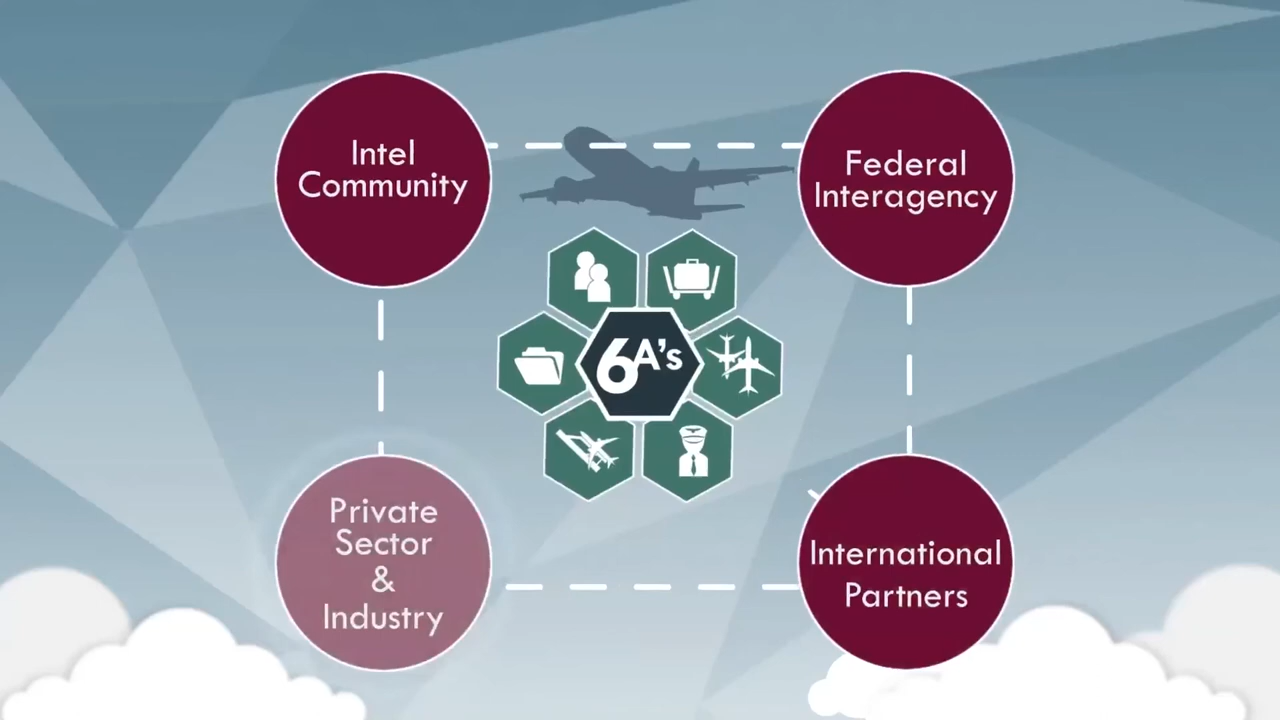 Intel
Community
Federal
Interagency
6A's
Private
Sector
&
Industry
International
Partners